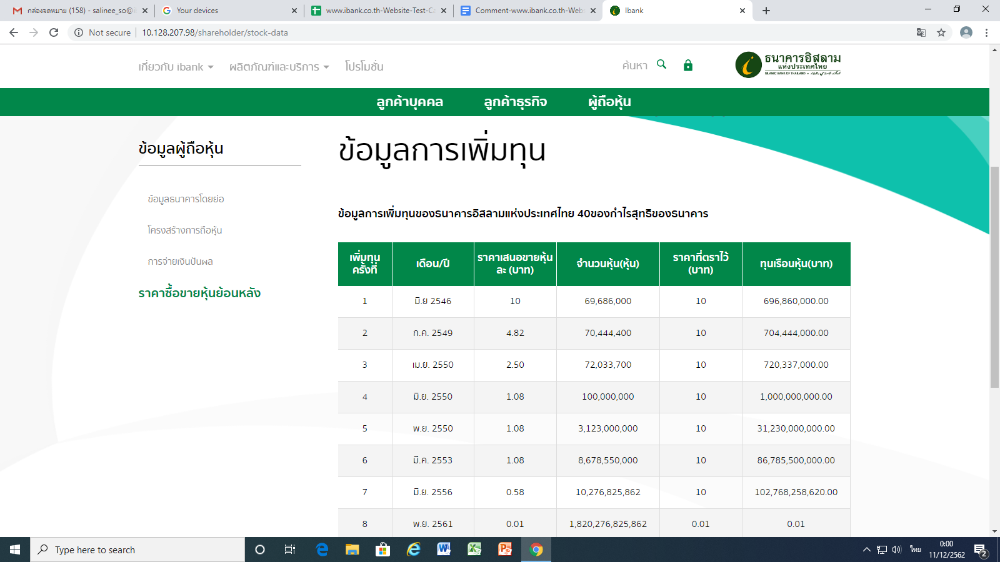 กล่องจดหมาย (158) - salinee_so@i
Your devices
www.ibank.co.th-Website-Test-Ca
Comment-www.ibank.co.th-Webs
Ibank
Not secure
10.128.207.98/shareholder/stock-data
เกี่ยวกับ ibank
ผลิตภัณฑ์และบริการ
โปรโมชั่น
ค้นหา
ธนาคารอิสลาม
แห่งประเทศไทย
ISLAMIC BANK OF THAILAND
ลูกค้าบุคคล
ลูกค้าธุรกิจ
ผู้ถือหุ้น
ข้อมูลผู้ถือหุ้น
ข้อมูลธนาคารโดยย่อ
โครงสร้างการถือหุ้น
การจ่ายเงินปันผล
ราคาซื้อขายหุ้นย้อนหลัง
ข้อมูลการเพิ่มทุน
ข้อมูลการเพิ่มทุนของธนาคารอิสลามแห่งประเทศไทย 40ของกำไรสุทธิของธนาคาร
เพิ่มทุน ครั้งที่ เดือน/ปี ราคาเสนอขายหุ้นละ (บาท) จำนวนหุ้น(หุ้น) ราคาที่ตราไว้ (บาท) ทุนเรือนหุ้น(บาท)
1 มิ.ย 2546 10 69,686,000 10 696,860,000.00
2 ก.ค. 2549 4.82 70,444,400 10 704,444,000.00
3 เม.ย. 2550 2.50 72,033,700 10 720,337,000.00
4 มิ.ย. 2550 1.08 100,000,000 10 1,000,000,000.00
5 พ.ย. 2550 1.08 3,123,000,000 10 31,230,000,000.00
6 มี.ค. 2553 1.08 8,678,550,000 10 86,785,500,000.00
7 มิ.ย. 2556 0.58 10,276,825,862 10 102,768,258,620.00
8 พ.ย. 2561 0.01 1,820,276,825,862 0.01 0.01
Type here to search
ไทย
0:00
11/12/2562
2